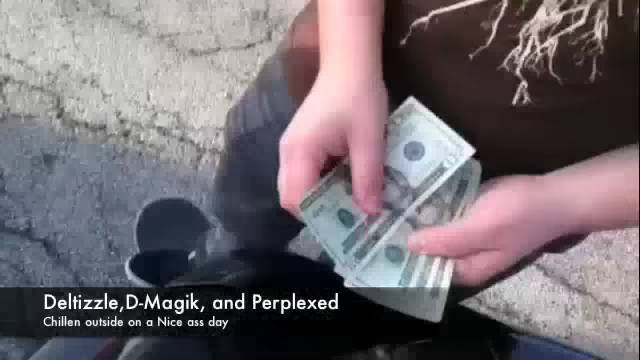 Deltizzle,D-Magik, and Perplexed
Chillen outside on a Nice ass day